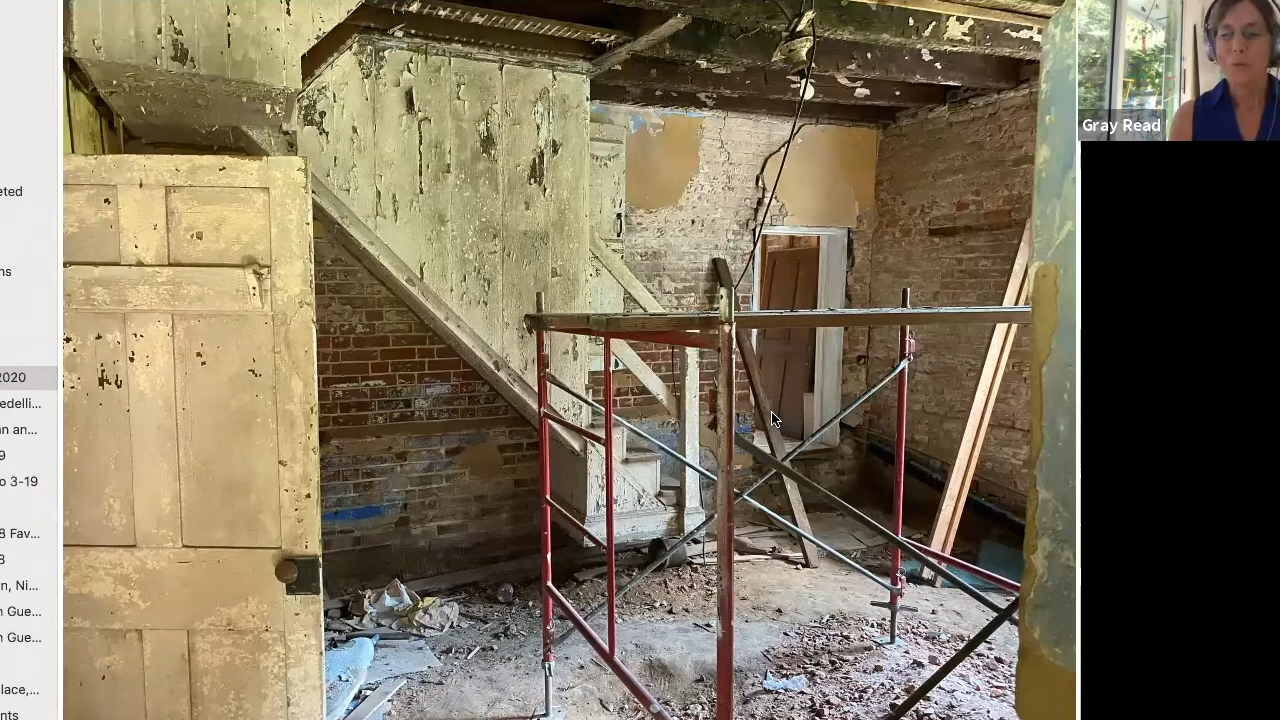 Gray Read
eted
ns
2020
edelli...
an an...
9
o 3-19
8 Fav...
8
n, Ni...
n Gue...
n Gue...
lace,...
nts